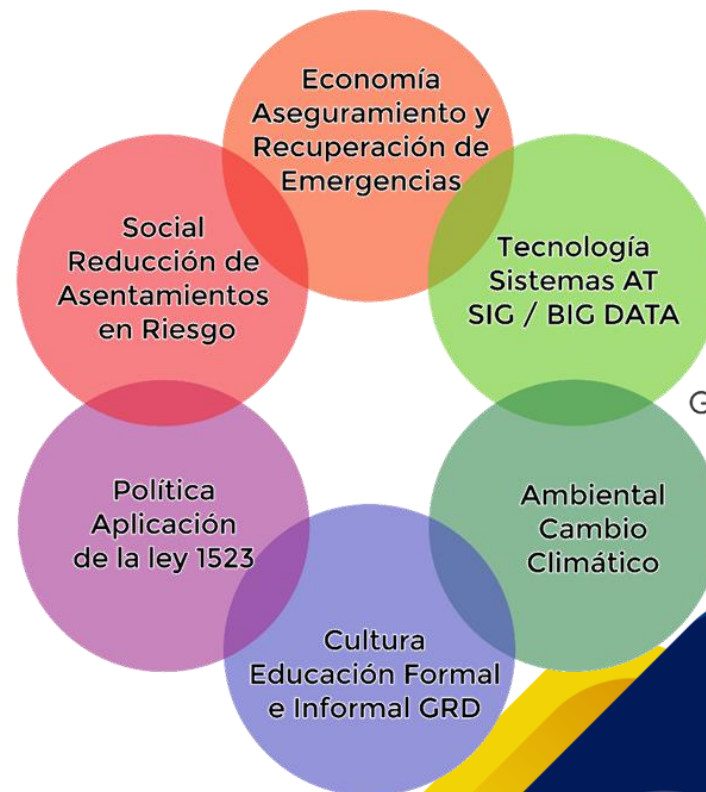 Economía
Aseguramiento y
Recuperación de
Emergencias
Social
Reducción de
Asentamientos
en Riesgo
Tecnología
Sistemas AT
SIG / BIG DATA
G
Política
Aplicación
de la ley 1523
Ambiental
Cambio
Climático
Cultura
Educación Formal
e Informal GRD